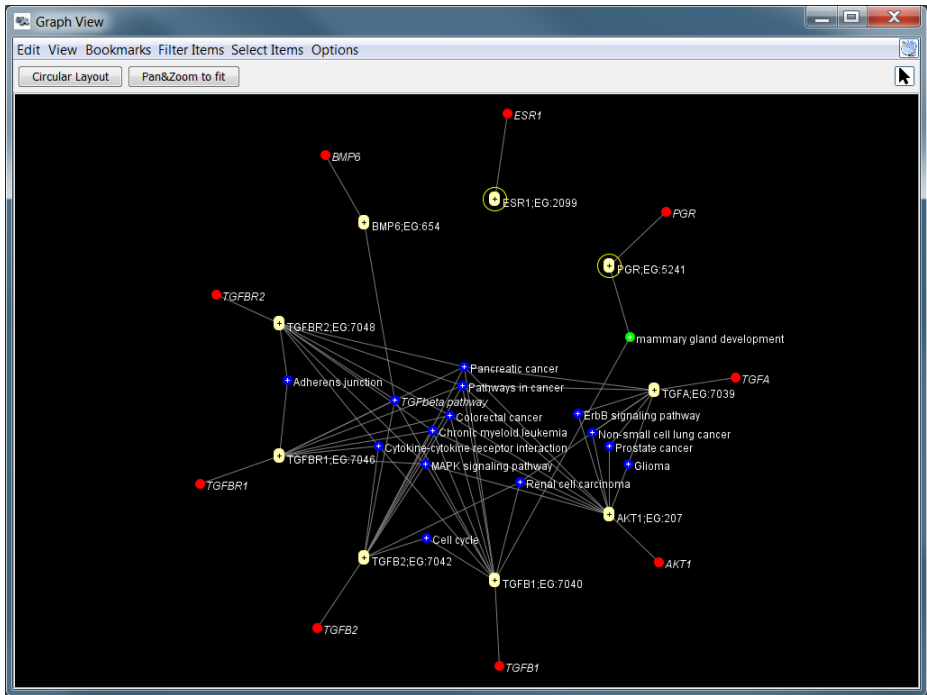 Graph View
Edit View Bookmarks Filter Items Select Items Options
Circular Layout
Pan&Zoom to fit
ESR1
BMP6
ESR1;EG:2099
PGR
BMP6;EG:654
PGR;EG:5241
TGFBR2
TGFBR2;EG:7048
mammary gland development
Pancreatic cancer
TGFA
Adherens junction
Pathways in cancer
TGFA;EG:7039
TGFbeta pathway
Colorectal cancer
ErbB signaling pathway
Chronic myeloid leukemia
Non-small cell lung cancer
Cytokine-cytokine receptor interaction
Prostate cancer
TGFBR1;EG:7046
MAPK signaling pathway
Glioma
TGFBR1
Renal cell carcinoma
AKT1;EG:207
Cell cycle
TGFB2;EG:7042
AKT1
TGFB1;EG:7040
TGFB2
TGFB1